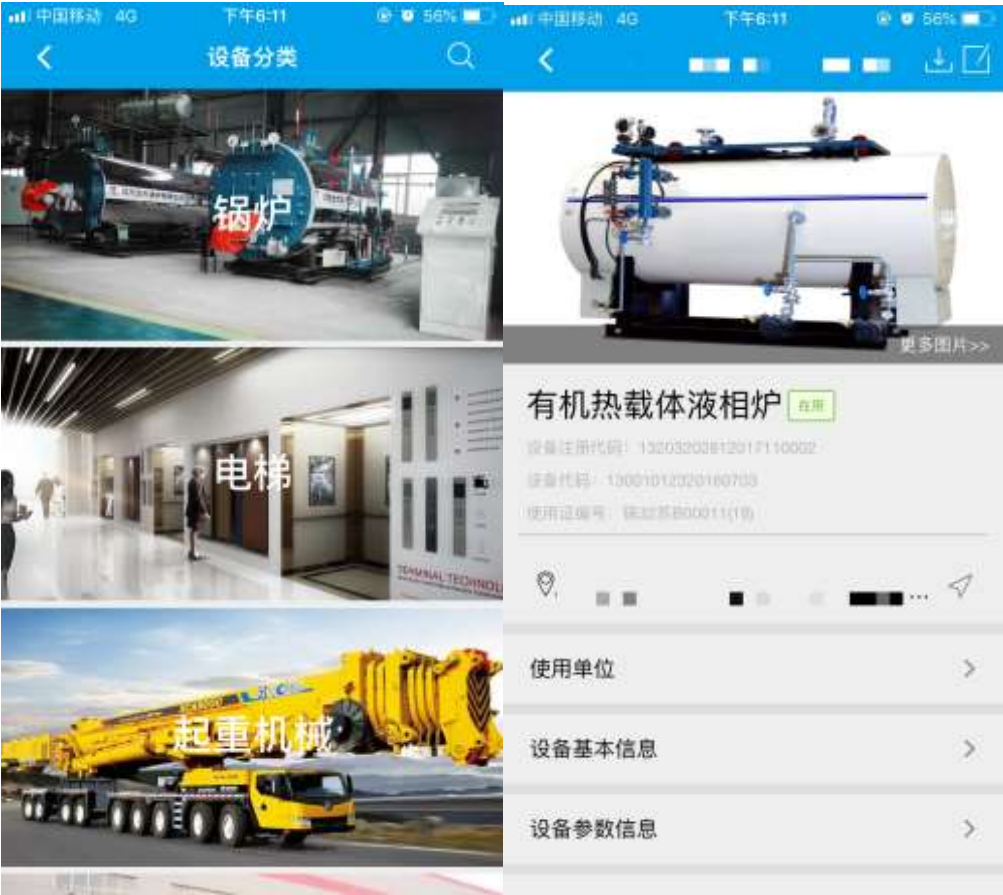 中国移动 4G 下午6:11 56%
设备分类
锅炉
电梯
TERMINAL TECHNOL
起重机械
中国移动 4G 下午6:11 56%
更多图片>>
有机热载体液相炉 在用
设备注册代码:13203202812017110002
设备代码:13001012320160703
使用证编号:
使用单位
设备基本信息
设备参数信息